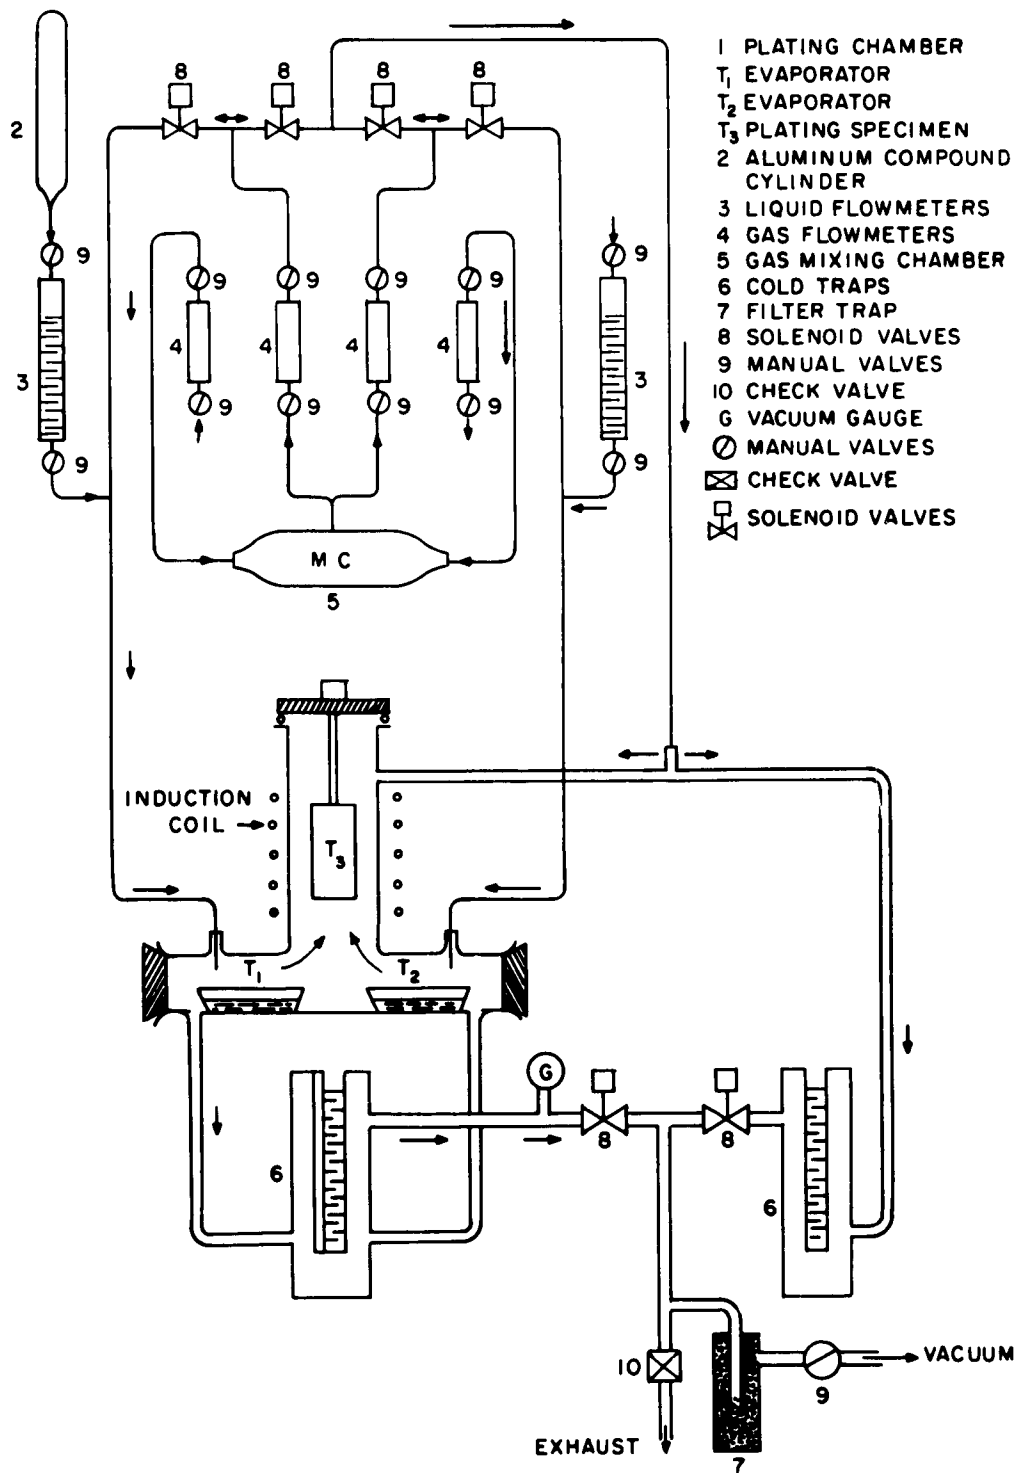 8 8 8 8
2
9 9 9 9 9 9
3 4 4 4 4 3
9 9 9 9 9 9
M C
5
1 PLATING CHAMBER
T1 EVAPORATOR
T2 EVAPORATOR
T3 PLATING SPECIMEN
2 ALUMINUM COMPOUND
CYLINDER
3 LIQUID FLOWMETERS
4 GAS FLOWMETERS
5 GAS MIXING CHAMBER
6 COLD TRAPS
7 FILTER TRAP
8 SOLENOID VALVES
9 MANUAL VALVES
10 CHECK VALVE
G VACUUM GAUGE
MANUAL VALVES
CHECK VALVE
SOLENOID VALVES
INDUCTION
COIL
T3
T1 T2
G
8 8
6 6
10
VACUUM
9
EXHAUST
7